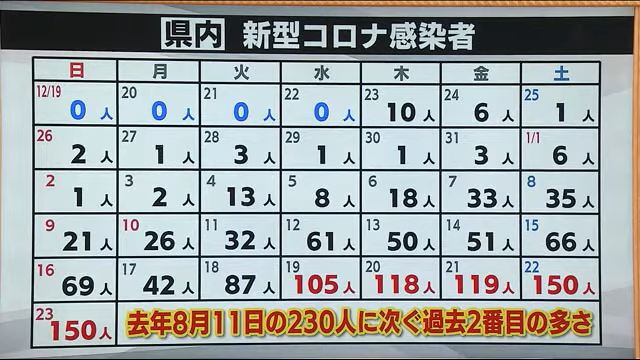 県内 新型コロナ感染者
日 月 火 水 木 金 土
12/19 0人 20 0人 21 0人 22 0人 23 10人 24 6人 25 1人
26 2人 27 1人 28 3人 29 1人 30 1人 31 3人 1/1 6人
2 1人 3 2人 4 13人 5 8人 6 18人 7 33人 8 35人
9 21人 10 26人 11 32人 12 61人 13 50人 14 51人 15 66人
16 69人 17 42人 18 87人 19 105人 20 118人 21 119人 22 150人
23 150人 去年8月11日の230人に次ぐ過去2番目の多さ